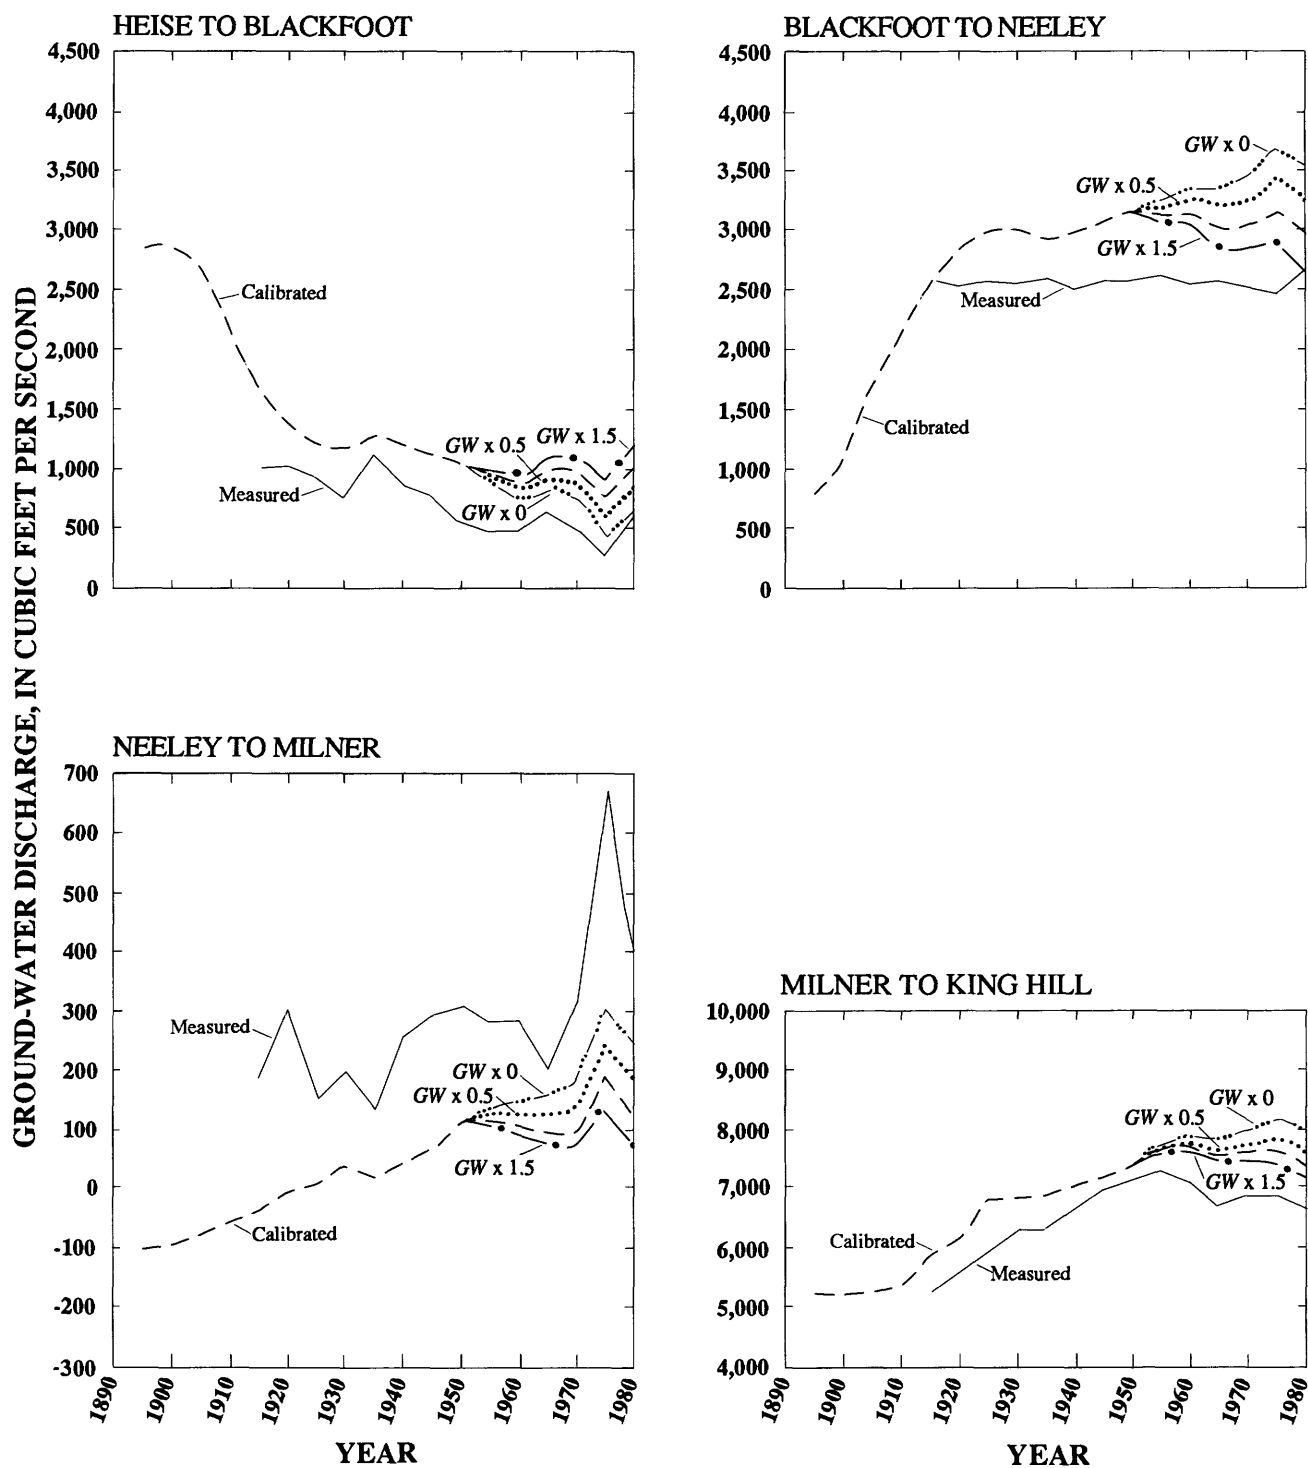 GROUND-WATER DISCHARGE, IN CUBIC FEET PER SECOND
HEISE TO BLACKFOOT
4,500
4,000
3,500
3,000
2,500
2,000
1,500
1,000
500
0
Calibrated
Measured
GW x 0.5
GW x 1.5
GW x 0
BLACKFOOT TO NEELEY
4,500
4,000
3,500
3,000
2,500
2,000
1,500
1,000
500
0
GW x 0
GW x 0.5
GW x 1.5
Measured
Calibrated
NEELEY TO MILNER
700
600
500
400
300
200
100
0
-100
-200
-300
Measured
GW x 0
GW x 0.5
GW x 1.5
Calibrated
1890
1900
1910
1920
1930
1940
1950
1960
1970
1980
YEAR
MILNER TO KING HILL
10,000
9,000
8,000
7,000
6,000
5,000
4,000
GW x 0
GW x 0.5
GW x 1.5
Calibrated
Measured
1890
1900
1910
1920
1930
1940
1950
1960
1970
1980
YEAR